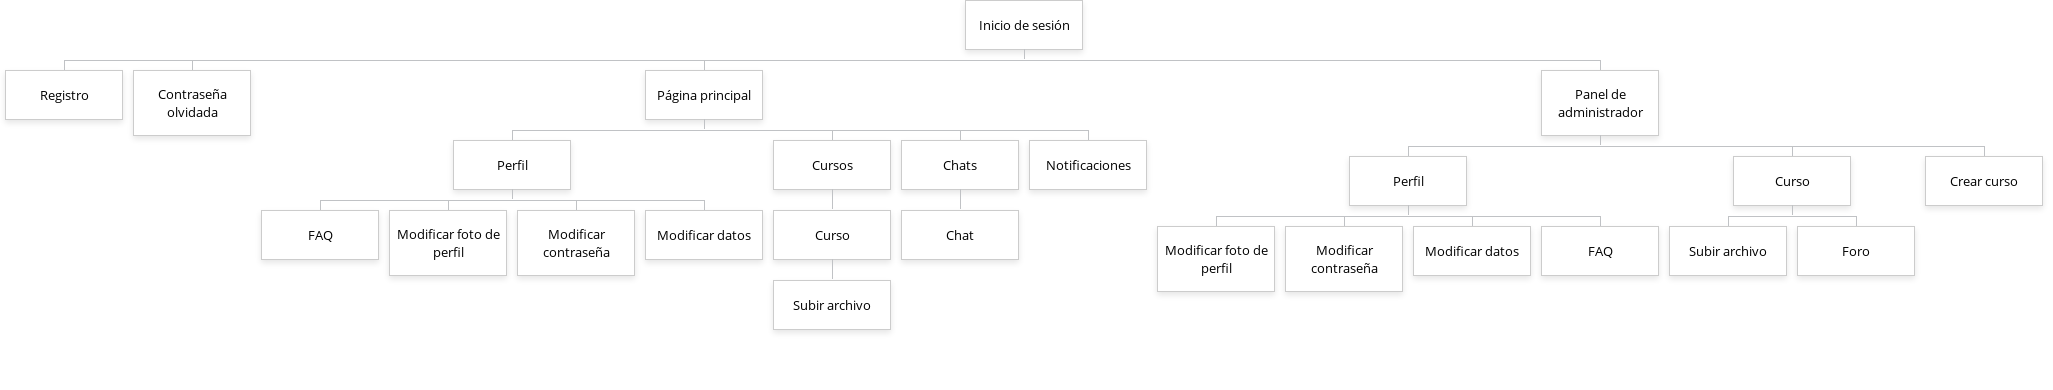 Inicio de sesión
Registro
Contraseña
olvidada
Página principal
Panel de
administrador
Perfil
Cursos
Chats
Notificaciones
Perfil
Curso
Crear curso
FAQ
Modificar foto de
perfil
Modificar
contraseña
Modificar datos
Curso
Chat
Modificar foto de
perfil
Modificar
contraseña
Modificar datos
FAQ
Subir archivo
Foro
Subir archivo